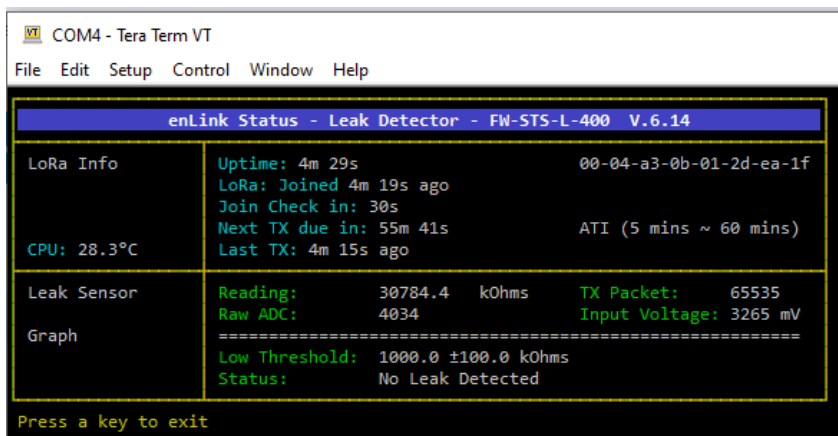 COM4 - Tera Term VT
File Edit Setup Control Window Help
enLink Status - Leak Detector - FW-STS-L-400 V.6.14
LoRa Info Uptime: 4m 29s 00-04-a3-0b-01-2d-ea-1f
LoRa: Joined 4m 19s ago
Join Check in: 30s
Next TX due in: 55m 41s ATI (5 mins ~ 60 mins)
CPU: 28.3°C Last TX: 4m 15s ago
Leak Sensor Reading: 30784.4 kOhms TX Packet: 65535
Raw ADC: 4034 Input Voltage: 3265 mV
Graph ==========================================================
Low Threshold: 1000.0 ±100.0 kOhms
Status: No Leak Detected
Press a key to exit